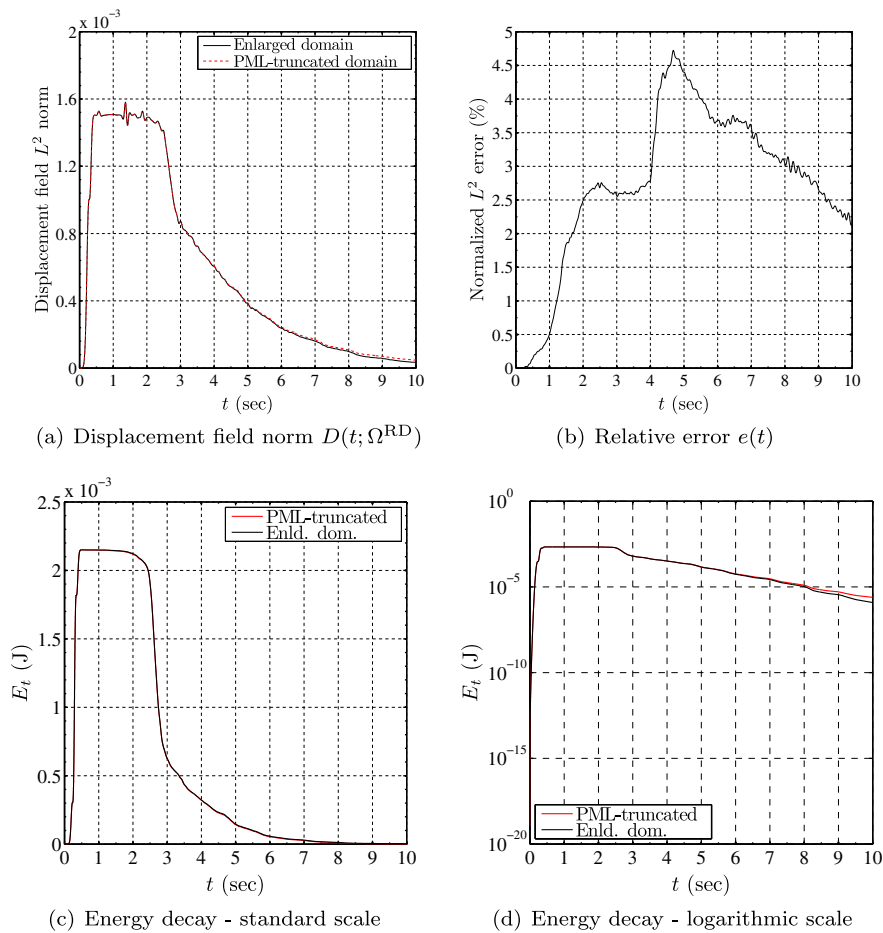 x 10⁻³
2
1.6
1.2
0.8
0.4
0
0 1 2 3 4 5 6 7 8 9 10
Displacement field L² norm
t (sec)
Enlarged domain
PML-truncated domain
(a) Displacement field norm D(t; Ω^RD)
5
4.5
4
3.5
3
2.5
2
1.5
1
0.5
0
0 1 2 3 4 5 6 7 8 9 10
Normalized L² error (%)
t (sec)
(b) Relative error e(t)
x 10⁻³
2.5
2
1.5
1
0.5
0
0 1 2 3 4 5 6 7 8 9 10
E_t (J)
t (sec)
PML-truncated
Enld. dom.
(c) Energy decay - standard scale
10⁰
10⁻⁵
10⁻¹⁰
10⁻¹⁵
10⁻²⁰
0 1 2 3 4 5 6 7 8 9 10
E_t (J)
t (sec)
PML-truncated
Enld. dom.
(d) Energy decay - logarithmic scale